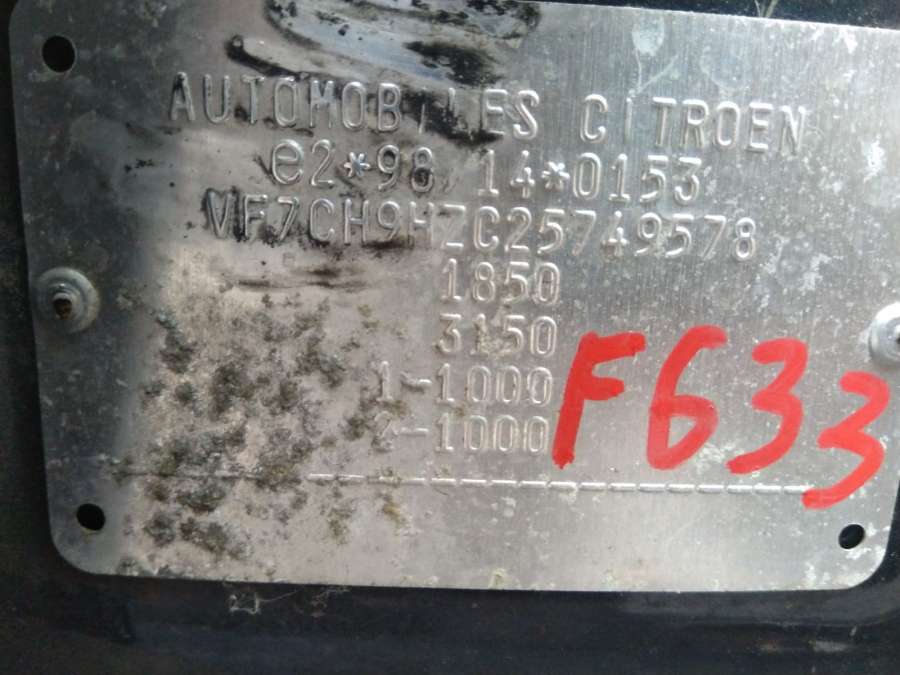 AUTOMOBILES CITROEN
e2*98/14*0153
VF7CH9HZC25749578
1850
3150
1-1000
2-1000
F633